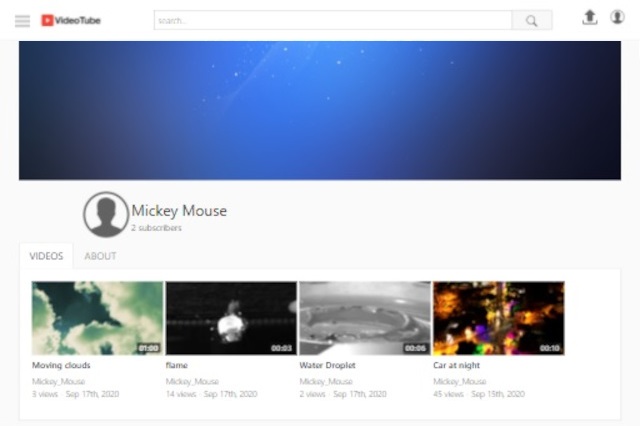 VideoTube
search..
Mickey Mouse
2 subscribers
VIDEOS ABOUT
01:00 00:03 00:06 00:10
Moving clouds flame Water Droplet Car at night
Mickey_Mouse Mickey_Mouse Mickey_Mouse Mickey_Mouse
3 views · Sep 17th, 2020 14 views · Sep 17th, 2020 2 views · Sep 17th, 2020 45 views · Sep 15th, 2020